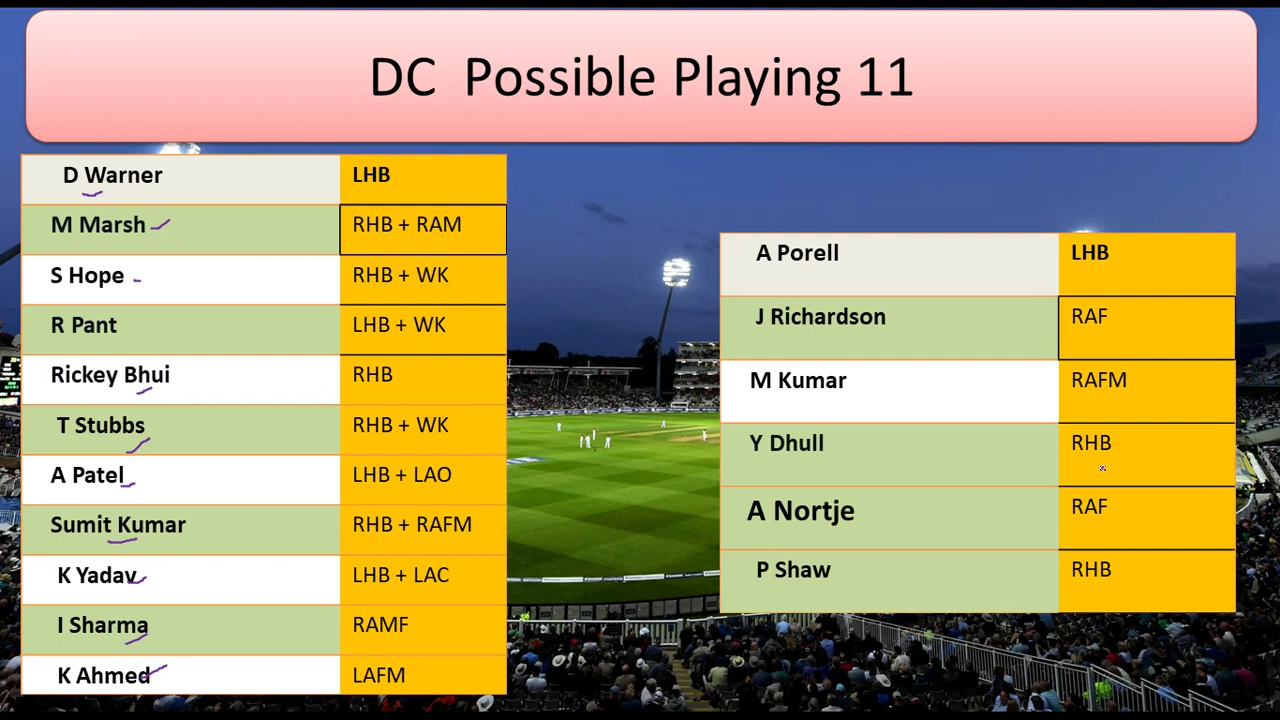 DC Possible Playing 11
D Warner LHB
M Marsh RHB + RAM
S Hope RHB + WK
R Pant LHB + WK
Rickey Bhui RHB
T Stubbs RHB + WK
A Patel LHB + LAO
Sumit Kumar RHB + RAFM
K Yadav LHB + LAC
I Sharma RAMF
K Ahmed LAFM
A Porell LHB
J Richardson RAF
M Kumar RAFM
Y Dhull RHB
A Nortje RAF
P Shaw RHB